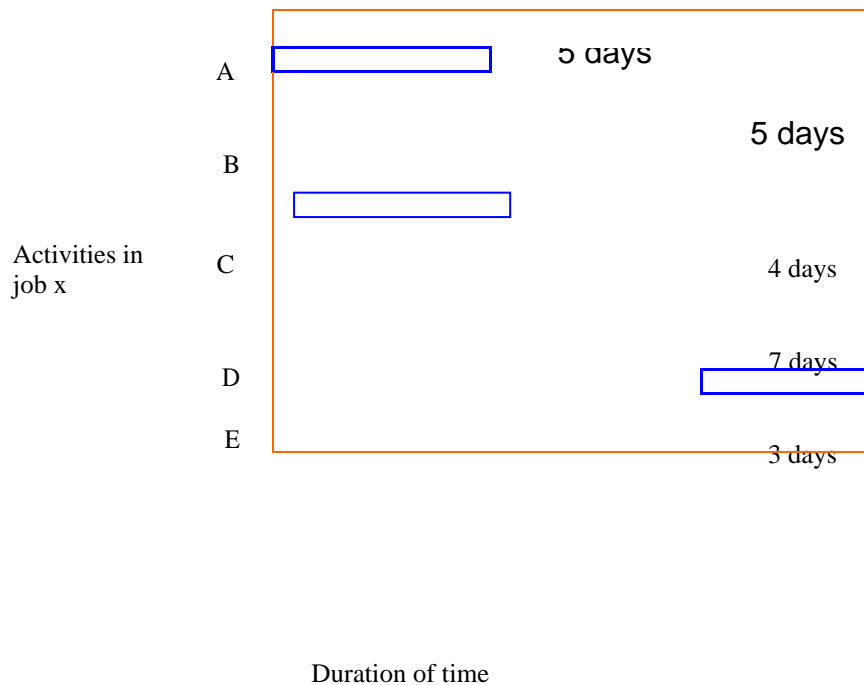 A
5 days
5 days
B
Activities in
job x
C
4 days
7 days
D
E
3 days
Duration of time